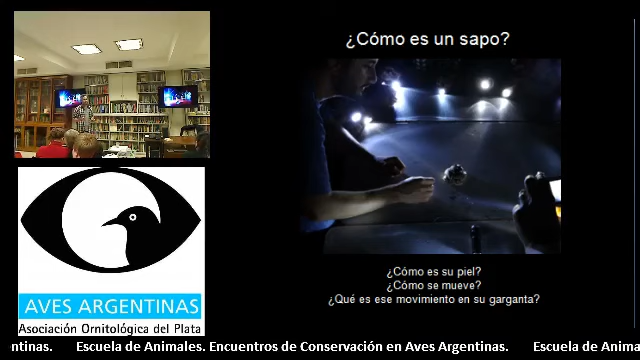 ¿Cómo es un sapo?
¿Cómo es su piel?
¿Cómo se mueve?
¿Qué es ese movimiento en su garganta?
AVES ARGENTINAS
Asociación Ornitológica del Plata
entinas. Escuela de Animales. Encuentros de Conservación en Aves Argentinas. Escuela de Anima